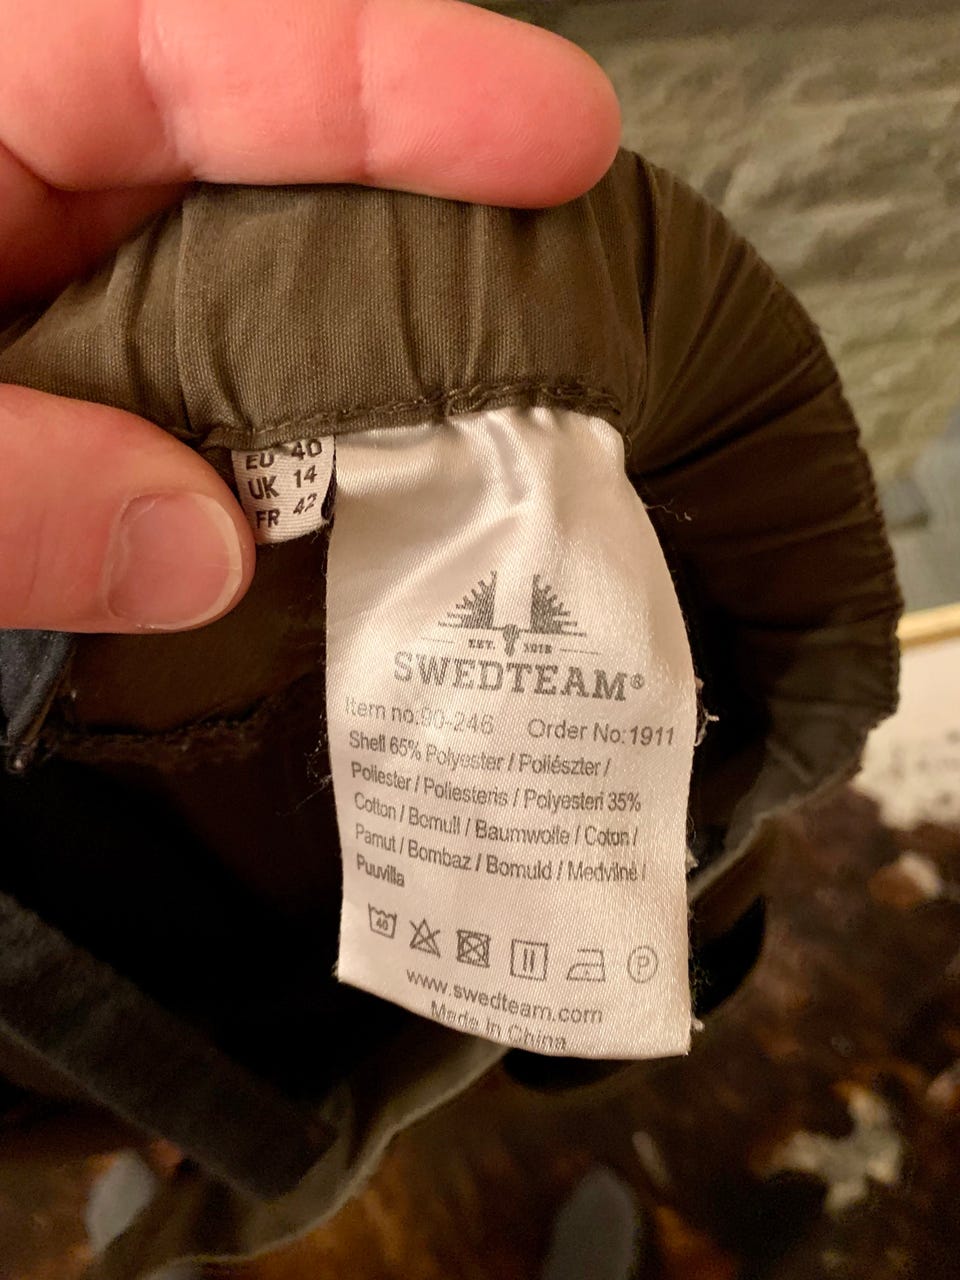 EU 40
UK 14
FR 42
EST.
SWEDTEAM®
Item no:90-246 Order No:1911
Shell 65% Polyester / Poliészter /
Poliester / Poliesteris / Polyesteri 35%
Cotton / Bomull / Baumwolle / Coton /
Pamut / Bombaz / Bomuld / Medvilnė /
Puuvilla
40 P
www.swedteam.com
Made in China